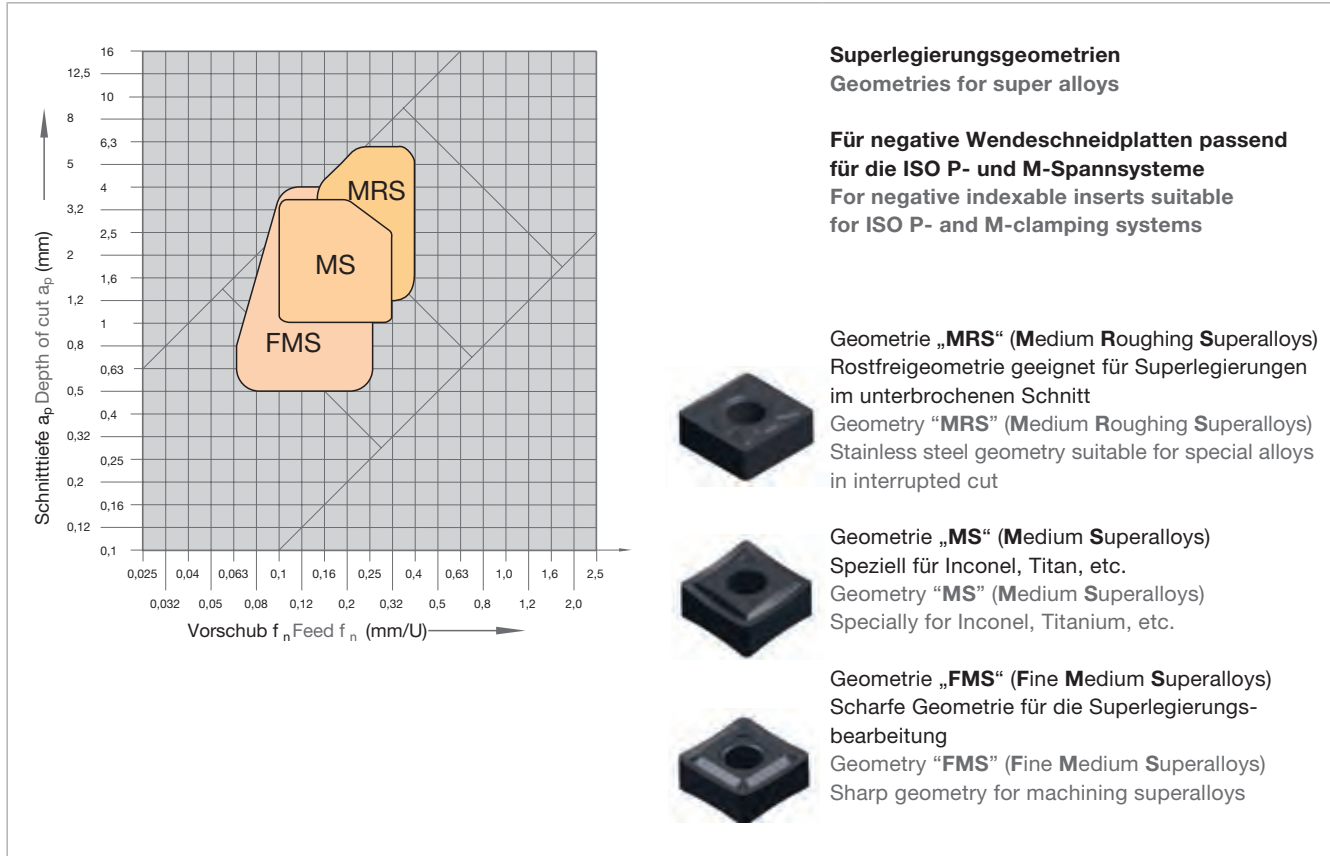 16
12,5
10
8
6,3
5
4
3,2
2,5
2
1,6
1,2
1
0,8
0,63
0,5
0,4
0,32
0,25
0,2
0,16
0,12
0,1
Schnitttiefe ap Depth of cut ap (mm)
MRS
MS
FMS
0,025 0,04 0,063 0,1 0,16 0,25 0,4 0,63 1,0 1,6 2,5
0,032 0,05 0,08 0,12 0,2 0,32 0,5 0,8 1,2 2,0
Vorschub f n Feed f n (mm/U)
Superlegierungsgeometrien
Geometries for super alloys
Für negative Wendeschneidplatten passend
für die ISO P- und M-Spannsysteme
For negative indexable inserts suitable
for ISO P- and M-clamping systems
Geometrie „MRS“ (Medium Roughing Superalloys)
Rostfreigeometrie geeignet für Superlegierungen
im unterbrochenen Schnitt
Geometry “MRS” (Medium Roughing Superalloys)
Stainless steel geometry suitable for special alloys
in interrupted cut
Geometrie „MS“ (Medium Superalloys)
Speziell für Inconel, Titan, etc.
Geometry “MS” (Medium Superalloys)
Specially for Inconel, Titanium, etc.
Geometrie „FMS“ (Fine Medium Superalloys)
Scharfe Geometrie für die Superlegierungs-
bearbeitung
Geometry “FMS” (Fine Medium Superalloys)
Sharp geometry for machining superalloys